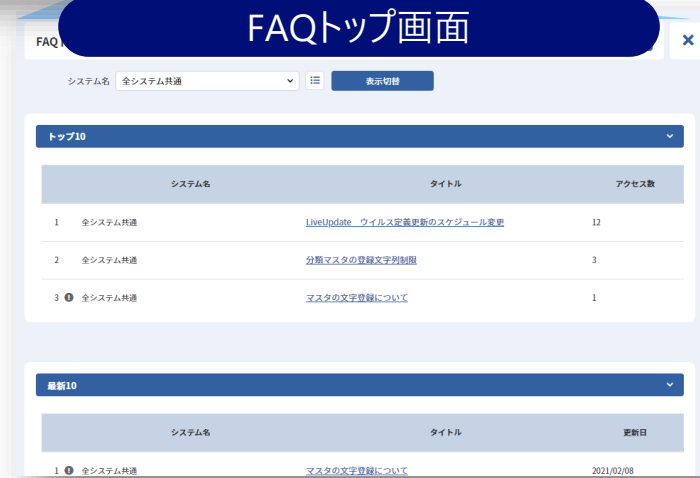 FAQトップ画面
FAQ
システム名 全システム共通 表示切替
トップ10
システム名 タイトル アクセス数
1 全システム共通 LiveUpdate ウイルス定義更新のスケジュール変更 12
2 全システム共通 分類マスタの登録文字列制限 3
3 全システム共通 マスタの文字登録について 1
最新10
システム名 タイトル 更新日
1 全システム共通 マスタの文字登録について 2021/02/08